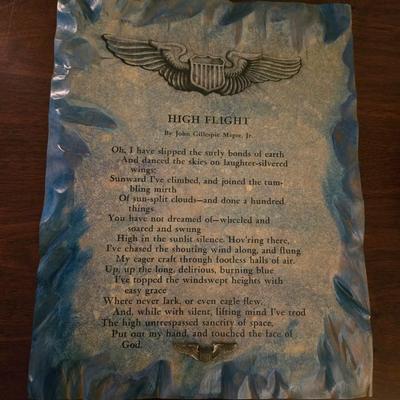 HIGH FLIGHT
By John Gillespie Magee, Jr.
Oh, I have slipped the surly bonds of earth
And danced the skies on laughter-silvered
wings;
Sunward I've climbed, and joined the tum-
bling mirth
Of sun-split clouds—and done a hundred
things
You have not dreamed of—wheeled and
soared and swung
High in the sunlit silence. Hov'ring there,
I've chased the shouting wind along, and flung
My eager craft through footless halls of air.
Up, up the long, delirious, burning blue
I've topped the windswept heights with
easy grace
Where never lark, or even eagle flew,
And, while with silent, lifting mind I've trod
The high untrespassed sanctity of space,
Put out my hand, and touched the face of
God.